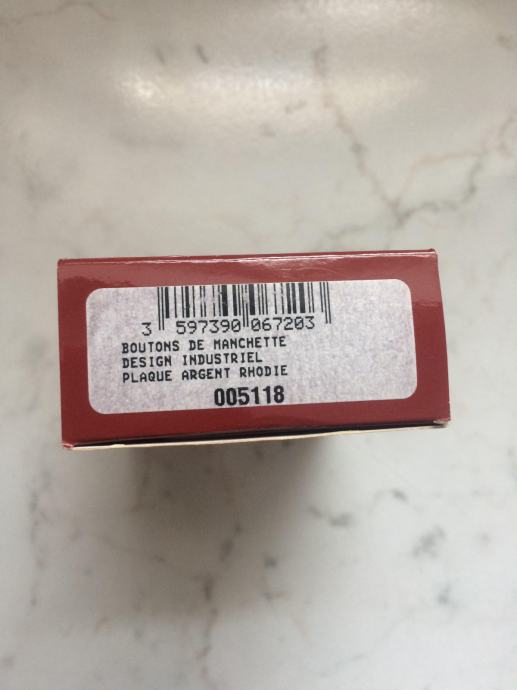 3 597390 067203
BOUTONS DE MANCHETTE
DESIGN INDUSTRIEL
PLAQUE ARGENT RHODIE
005118